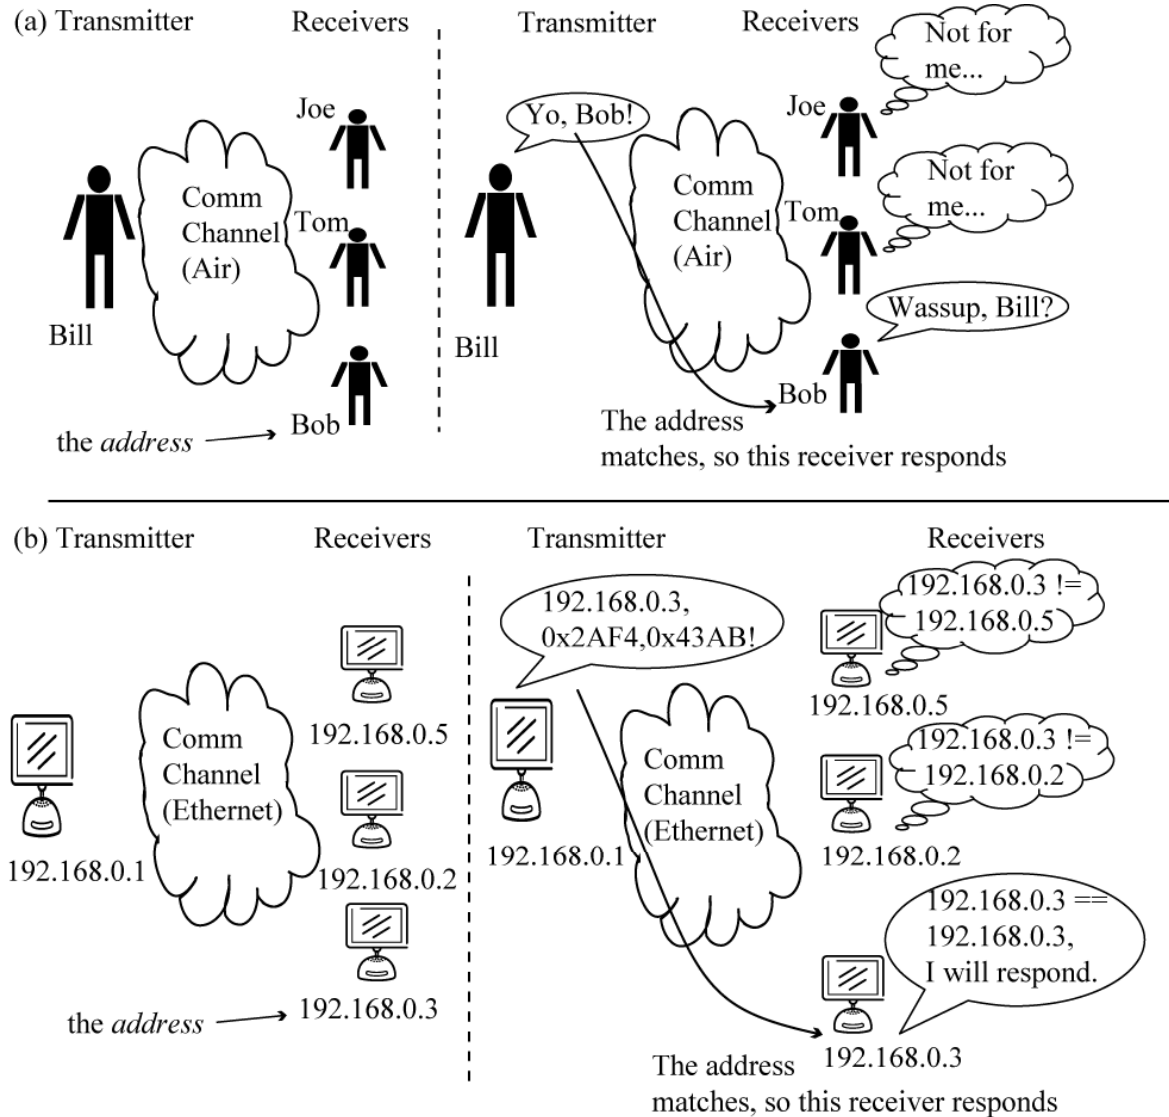 (a) Transmitter
Receivers
Joe
Comm
Channel
(Air)
Tom
Bill
Bob
the address
Transmitter
Receivers
Not for
me...
Yo, Bob!
Joe
Not for
me...
Comm
Channel
(Air)
Tom
Wassup, Bill?
Bill
Bob
The address
matches, so this receiver responds
(b) Transmitter
Receivers
192.168.0.5
Comm
Channel
(Ethernet)
192.168.0.1
192.168.0.2
192.168.0.3
the address
Transmitter
Receivers
192.168.0.3,
0x2AF4,0x43AB!
192.168.0.3 !=
192.168.0.5
192.168.0.5
192.168.0.3 !=
192.168.0.2
Comm
Channel
(Ethernet)
192.168.0.1
192.168.0.2
192.168.0.3 ==
192.168.0.3,
I will respond.
192.168.0.3
The address
matches, so this receiver responds